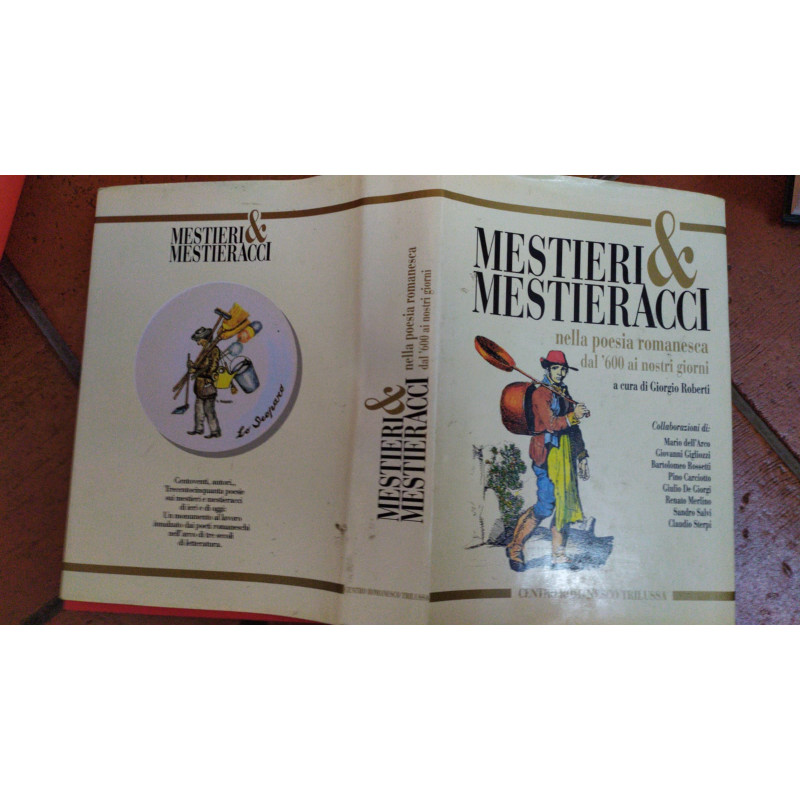 MESTIERI &
MESTIERACCI
Lo Scoparo
Centoventi, autori...
Trecentocinquanta poesie
sui mestieri e mestieracci
di ieri e di oggi:
Un monumento al lavoro
innalzato dai poeti romaneschi
nell'arco di tre secoli
di letteratura.
MESTIERI &
MESTIERACCI
nella poesia romanesca
dal '600 ai nostri giorni
CENTRO ROMANESCO TRILUSSA
MESTIERI &
MESTIERACCI
nella poesia romanesca
dal '600 ai nostri giorni
a cura di Giorgio Roberti
Collaborazioni di:
Mario dell'Arco
Giovanni Gigliozzi
Bartolomeo Rossetti
Pino Carciotto
Giulio De Giorgi
Renato Merlino
Sandro Salvi
Claudio Sterpi
CENTRO ROMANESCO TRILUSSA